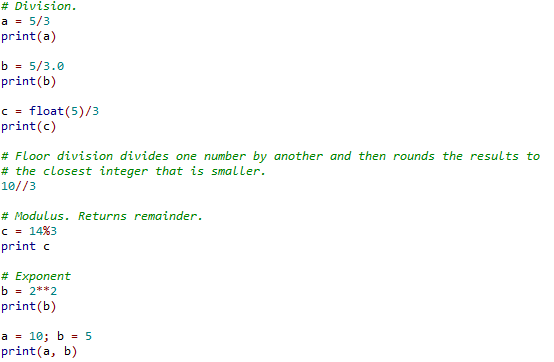 # Division.
a = 5/3
print(a)

b = 5/3.0
print(b)

c = float(5)/3
print(c)

# Floor division divides one number by another and then rounds the results to
# the closest integer that is smaller.
10//3

# Modulus. Returns remainder.
c = 14%3
print c

# Exponent
b = 2**2
print(b)

a = 10; b = 5
print(a, b)